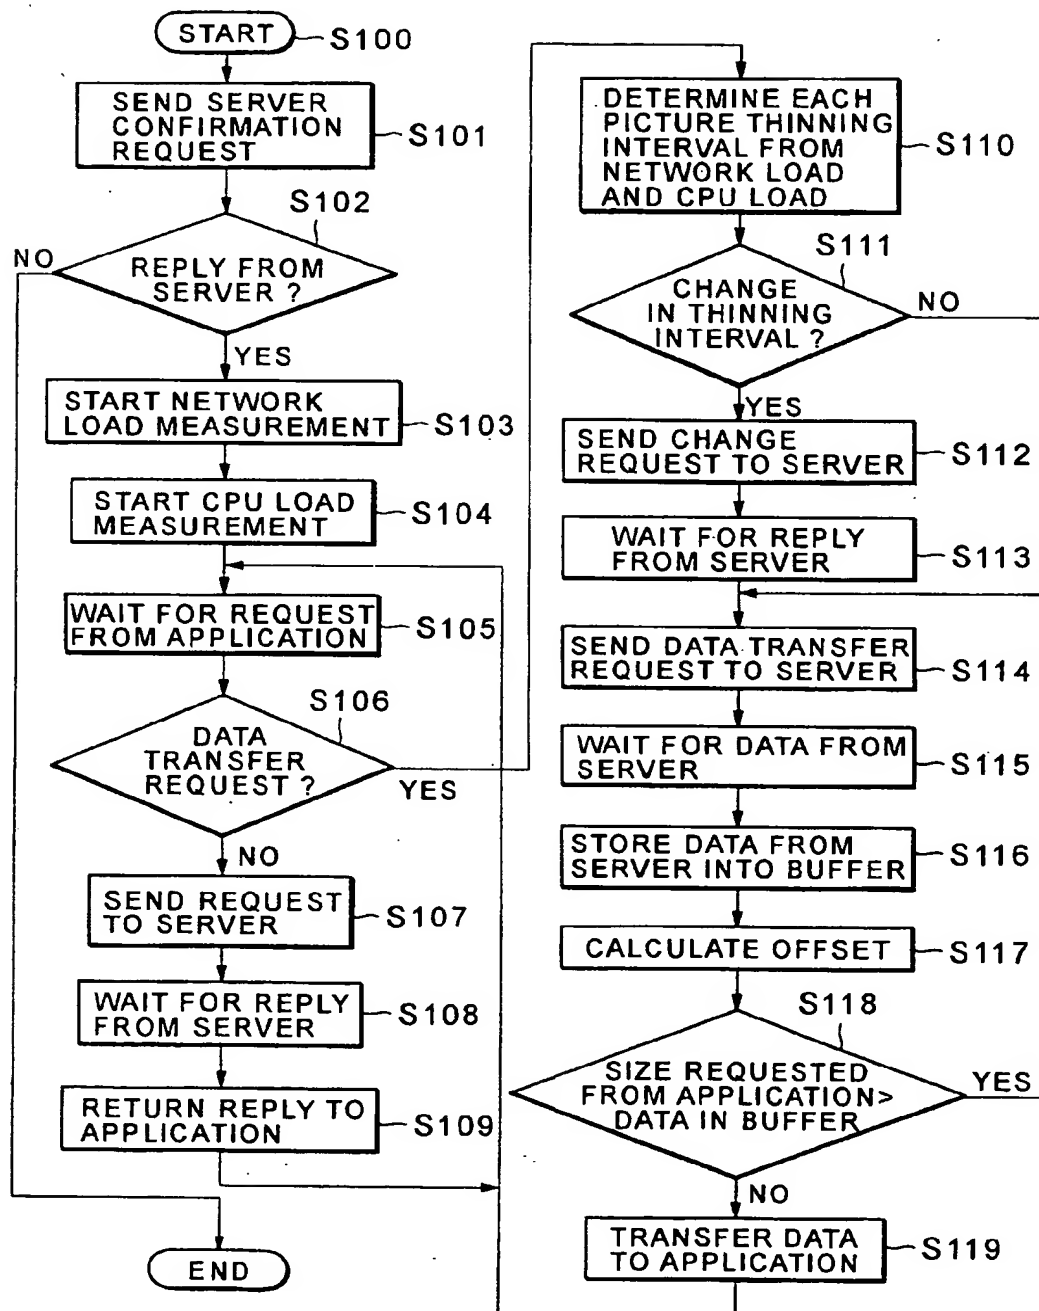 START
S100
SEND SERVER
CONFIRMATION
REQUEST
S101
S102
NO
REPLY FROM
SERVER ?
YES
START NETWORK
LOAD MEASUREMENT
S103
START CPU LOAD
MEASUREMENT
S104
WAIT FOR REQUEST
FROM APPLICATION
S105
S106
DATA
TRANSFER
REQUEST ?
YES
NO
SEND REQUEST
TO SERVER
S107
WAIT FOR REPLY
FROM SERVER
S108
RETURN REPLY TO
APPLICATION
S109
END
DETERMINE EACH
PICTURE THINNING
INTERVAL FROM
NETWORK LOAD
AND CPU LOAD
S110
S111
CHANGE
IN THINNING
INTERVAL ?
NO
YES
SEND CHANGE
REQUEST TO SERVER
S112
WAIT FOR REPLY
FROM SERVER
S113
SEND DATA TRANSFER
REQUEST TO SERVER
S114
WAIT FOR DATA FROM
SERVER
S115
STORE DATA FROM
SERVER INTO BUFFER
S116
CALCULATE OFFSET
S117
S118
SIZE REQUESTED
FROM APPLICATION>
DATA IN BUFFER
YES
NO
TRANSFER DATA
TO APPLICATION
S119